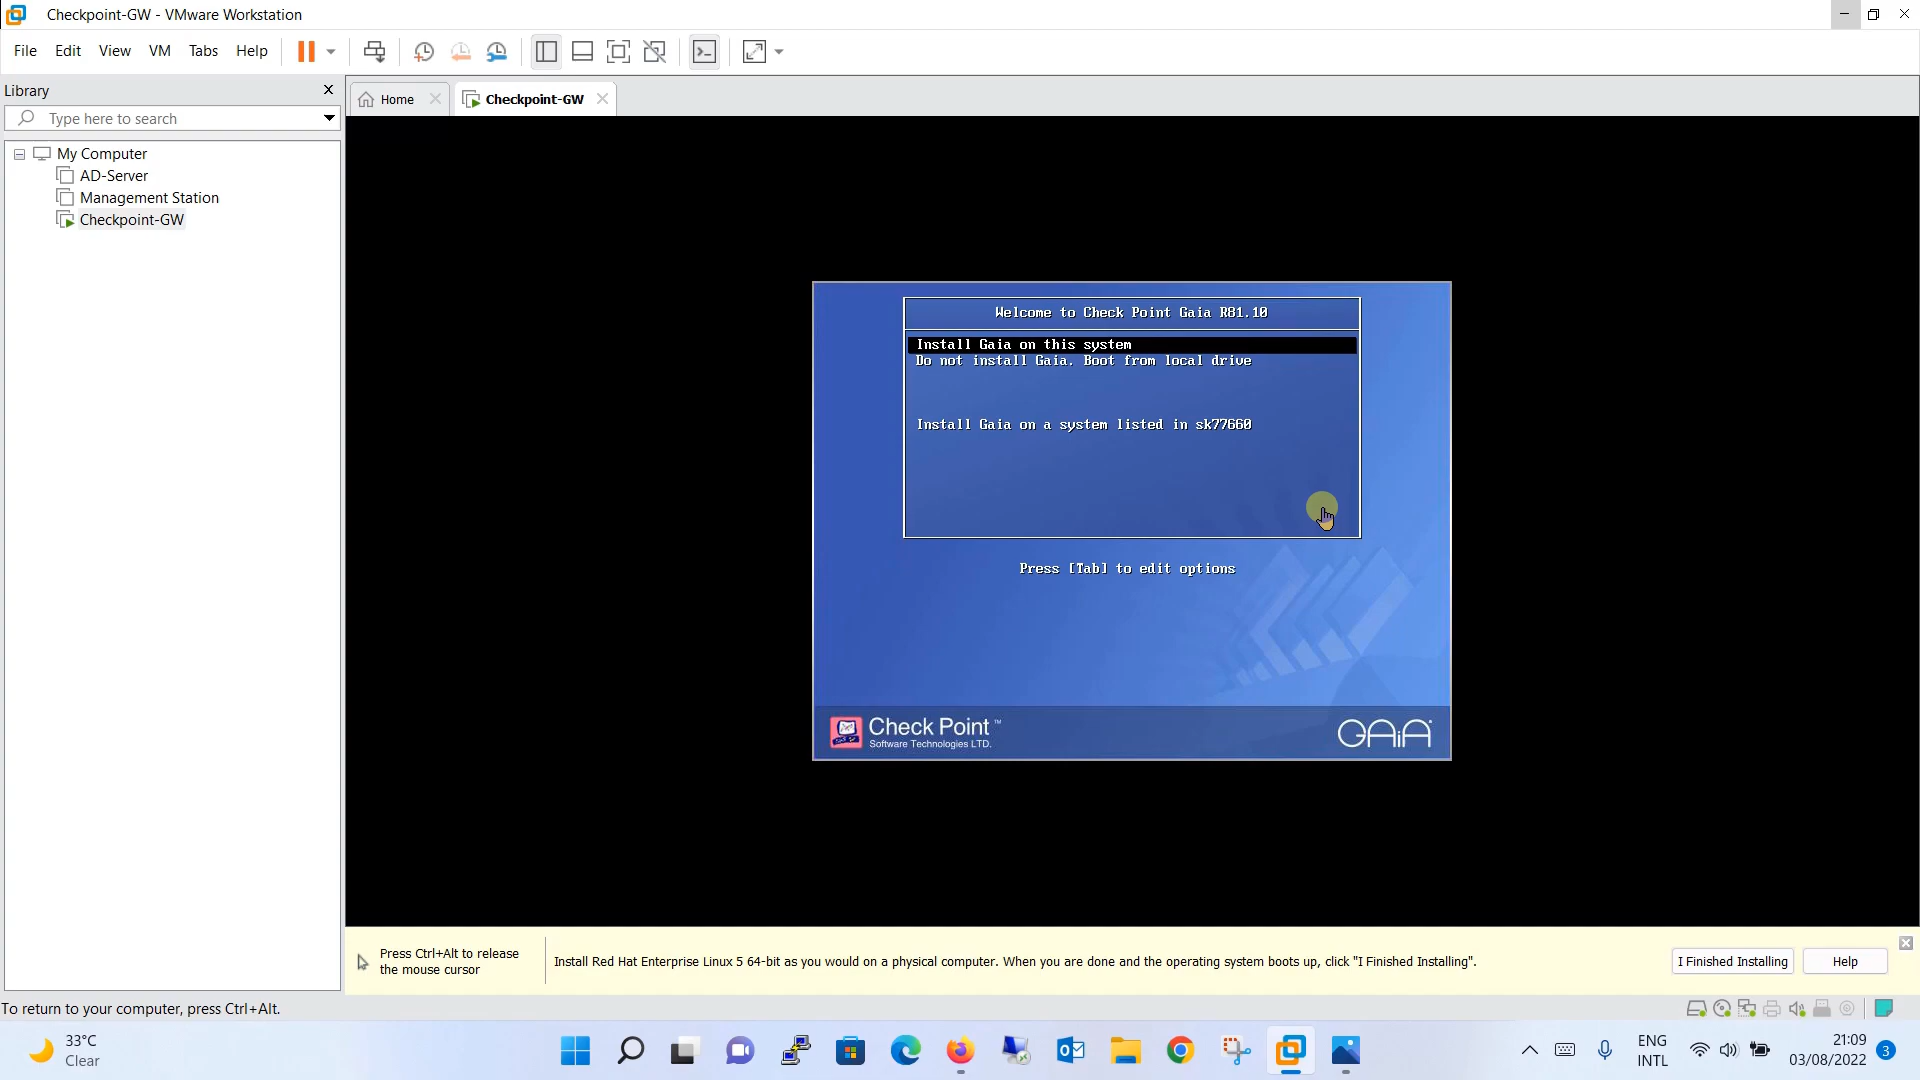 Checkpoint-GW - VMware Workstation
File Edit View VM Tabs Help
Library
Home
Checkpoint-GW
Type here to search
My Computer
AD-Server
Management Station
Checkpoint-GW
Welcome to Check Point Gaia R81.10
Install Gaia on this system
Do not install Gaia. Boot from local drive
Install Gaia on a system listed in sk77660
Press [Tab] to edit options
Check Point™
Software Technologies LTD.
GAiA
Press Ctrl+Alt to release
the mouse cursor
Install Red Hat Enterprise Linux 5 64-bit as you would on a physical computer. When you are done and the operating system boots up, click "I Finished Installing".
I Finished Installing
Help
To return to your computer, press Ctrl+Alt.
33°C
Clear
ENG
INTL
21:09
03/08/2022
3